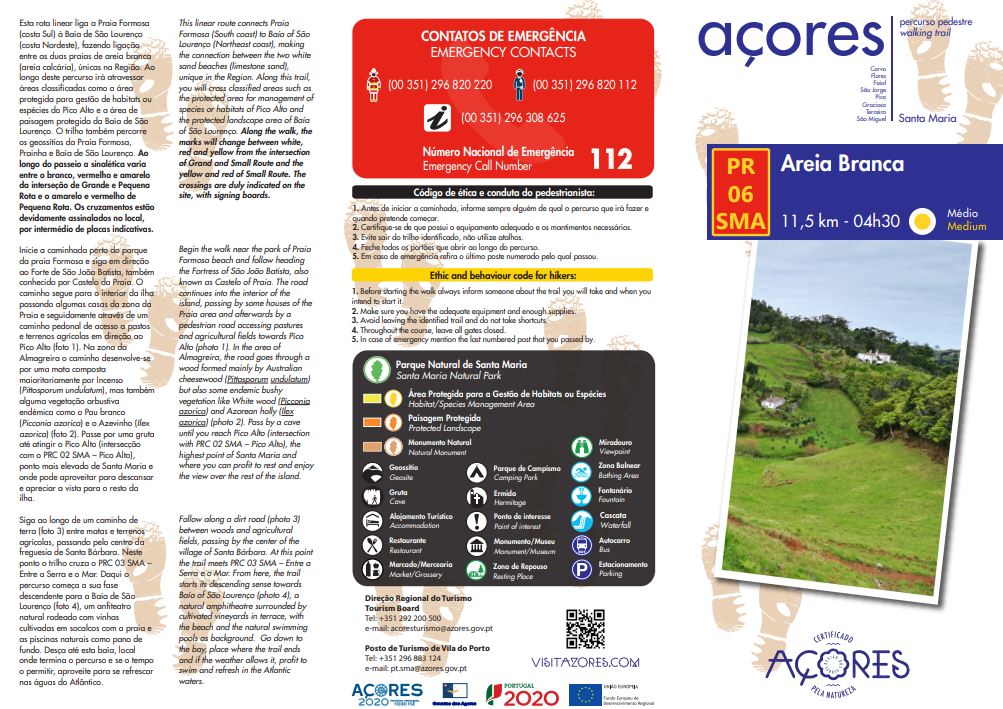 Esta rota linear liga a Praia Formosa
(costa Sul) à Baía de São Lourenço
(costa Nordeste), fazendo ligação
entre as duas praias de areia branca
(areia calcário), únicas na Região. Ao
longo deste percurso irá atravessar
áreas classificadas como a área
protegida para gestão de habitats ou
espécies do Pico Alto e a área de
paisagem protegida da Baía de São
Lourenço. O trilho também percorre
os geossitios da Praia Formosa,
Prainha e Baía de São Lourenço. Ao
longo do passeio a sinalética varia
entre o branco, vermelho e amarelo
da interseção de Grande e Pequena
Rota e o amarelo e vermelho de
Pequena Rota. Os cruzamentos estão
devidamente assinalados no local,
por intermédio de placas indicativas.
Inicie a caminhada perto do parque
da praia Formosa e siga em direção
ao Forte de São João Batista, também
conhecido por Castelo da Praia. O
caminho segue para o interior da ilha
passando algumas casas da zona da
Praia e seguidamente através de um
caminho pedonal de acesso a pastos
e terrenos agrícolas em direção ao
Pico Alto (foto 1). Na zona da
Almagreira o caminho desenvolve-se
por uma mata composta
maioritariamente por Incenso
(Pittosporum undulatum), mas também
alguma vegetação arbustiva
endêmica como o Pau branco
(Picconia azorica) e o Azevinho (Ilex
azorica) (foto 2). Passe por uma gruta
até atingir o Pico Alto (intersecção
com o PRC 02 SMA – Pico Alto),
ponto mais elevado de Santa Maria e
onde pode aproveitar para descansar
e apreciar a vista para o resto da
ilha.
Siga ao longo de um caminho de
terra (foto 3) entre matas e terrenos
agrícolas, passando pelo centro da
freguesia de Santa Bárbara. Neste
ponto o trilho cruza o PRC 03 SMA –
Entre a Serra e o Mar. Daqui o
percurso começa a sua fase
descendente para a Baía de São
Lourenço (foto 4), um anfiteatro
natural rodeado com vinhas
cultivadas em socalcos com a praia e
as piscinas naturais como pano de
fundo. Desça até esta baía, local
onde termina o percurso e se o tempo
o permitir, aproveite para se refrescar
nas águas do Atlântico.
This linear route connects Praia
Formosa (South coast) to Baía of São
Lourenço (Northeast coast), making
the connection between the two white
sand beaches (limestone sand),
unique in the Region. Along this trail,
you will cross classified areas such as
the protected area for management of
species or habitats of Pico Alto and
the protected landscape area of Baía
of São Lourenço. Along the walk, the
marks will change between white,
red and yellow from the intersection
of Grand and Small Route and the
yellow and red of Small Route. The
crossings are duly indicated on the
site, with signing boards.
Begin the walk near the park of Praia
Formosa beach and follow heading
the Fortress of São João Batista, also
known as Castelo of Praia. The road
continues into the interior of the
island, passing by some houses of the
Praia area and afterwards by a
pedestrian road accessing pastures
and agricultural fields towards Pico
Alto (photo 1). In the area of
Almagreira, the road goes through a
wood formed mainly by Australian
cheesewood (Pittosporum undulatum)
but also some endemic bushy
vegetation like White wood (Picconia
azorica) and Azorean holly (Ilex
azorica) (photo 2). Pass by a cave
until you reach Pico Alto (intersection
with PRC 02 SMA – Pico Alto), the
highest point of Santa Maria and
where you can profit to rest and enjoy
the view over the rest of the island.
Follow along a dirt road (photo 3)
between woods and agricultural
fields, passing by the center of the
village of Santa Bárbara. At this point
the trail meets PRC 03 SMA – Entre a
Serra e o Mar. From here, the trail
starts its descending sense towards
Baía of São Lourenço (photo 4), a
natural amphitheatre surrounded by
cultivated vineyards in terrace, with
the beach and the natural swimming
pools as background. Go down to
the bay, place where the trail ends
and if the weather allows it, profit to
swim and refresh in the Atlantic
waters.
CONTATOS DE EMERGÊNCIA
EMERGENCY CONTACTS
(00 351) 296 820 220
(00 351) 296 820 112
i (00 351) 296 308 625
Número Nacional de Emergência
Emergency Call Number
112
Código de ética e conduta do pedestrianista:
1. Antes de iniciar a caminhada, informe sempre alguém de qual o percurso que irá fazer e
quando pretende começar.
2. Certifique-se de que possui o equipamento adequado e os mantimentos necessários.
3. Evite sair do trilho identificado, não utilize atalhos.
4. Feche todos os portões que abrir ao longo do percurso.
5. Em caso de emergência refira o último poste numerado pelo qual passou.
Ethic and behaviour code for hikers:
1. Before starting the walk always inform someone about the trail you will take and when you
intend to start it.
2. Make sure you have the adequate equipment and enough supplies.
3. Avoid leaving the identified trail and do not take shortcuts.
4. Throughout the course, leave all gates closed.
5. In case of emergency mention the last numbered post that you passed by.
Parque Natural de Santa Maria
Santa Maria Natural Park
Área Protegida para a Gestão de Habitats ou Espécies
Habitat/Species Management Area
Paisagem Protegida
Protected Landscape
Monumento Natural
Natural Monument
Geossítio
Geosite
Gruta
Cave
Alojamento Turístico
Accommodation
Restaurante
Restaurant
Mercado/Mercearia
Market/Grossery
Parque de Campismo
Camping Park
Ermida
Hermitage
Ponto de interesse
Point of interest
Monumento/Museu
Monument/Museum
Zona de Repouso
Resting Place
Miradouro
Viewpoint
Zona Balnear
Bathing Area
Fontanário
Fountain
Cascata
Waterfall
Autocarro
Bus
P Estacionamento
Parking
Direção Regional do Turismo
Tourism Board
Tel: +351 292 200 500
e-mail: acoresturismo@azores.gov.pt
Posto de Turismo de Vila do Porto
Tel: +351 296 883 124
e-mail: pt.sma@azores.gov.pt
VISITAZORES.COM
AÇORES
2020
Governo dos Açores
PORTUGAL
2020
UNIÃO EUROPEIA
Fundo Europeu de
Desenvolvimento Regional
açores
percurso pedestre
walking trail
Corvo
Flores
Faial
São Jorge
Pico
Graciosa
Terceira
São Miguel
Santa Maria
PR
06
SMA
Areia Branca
11,5 km - 04h30
Médio
Medium
CERTIFICADO
AÇORES
PELA NATUREZA